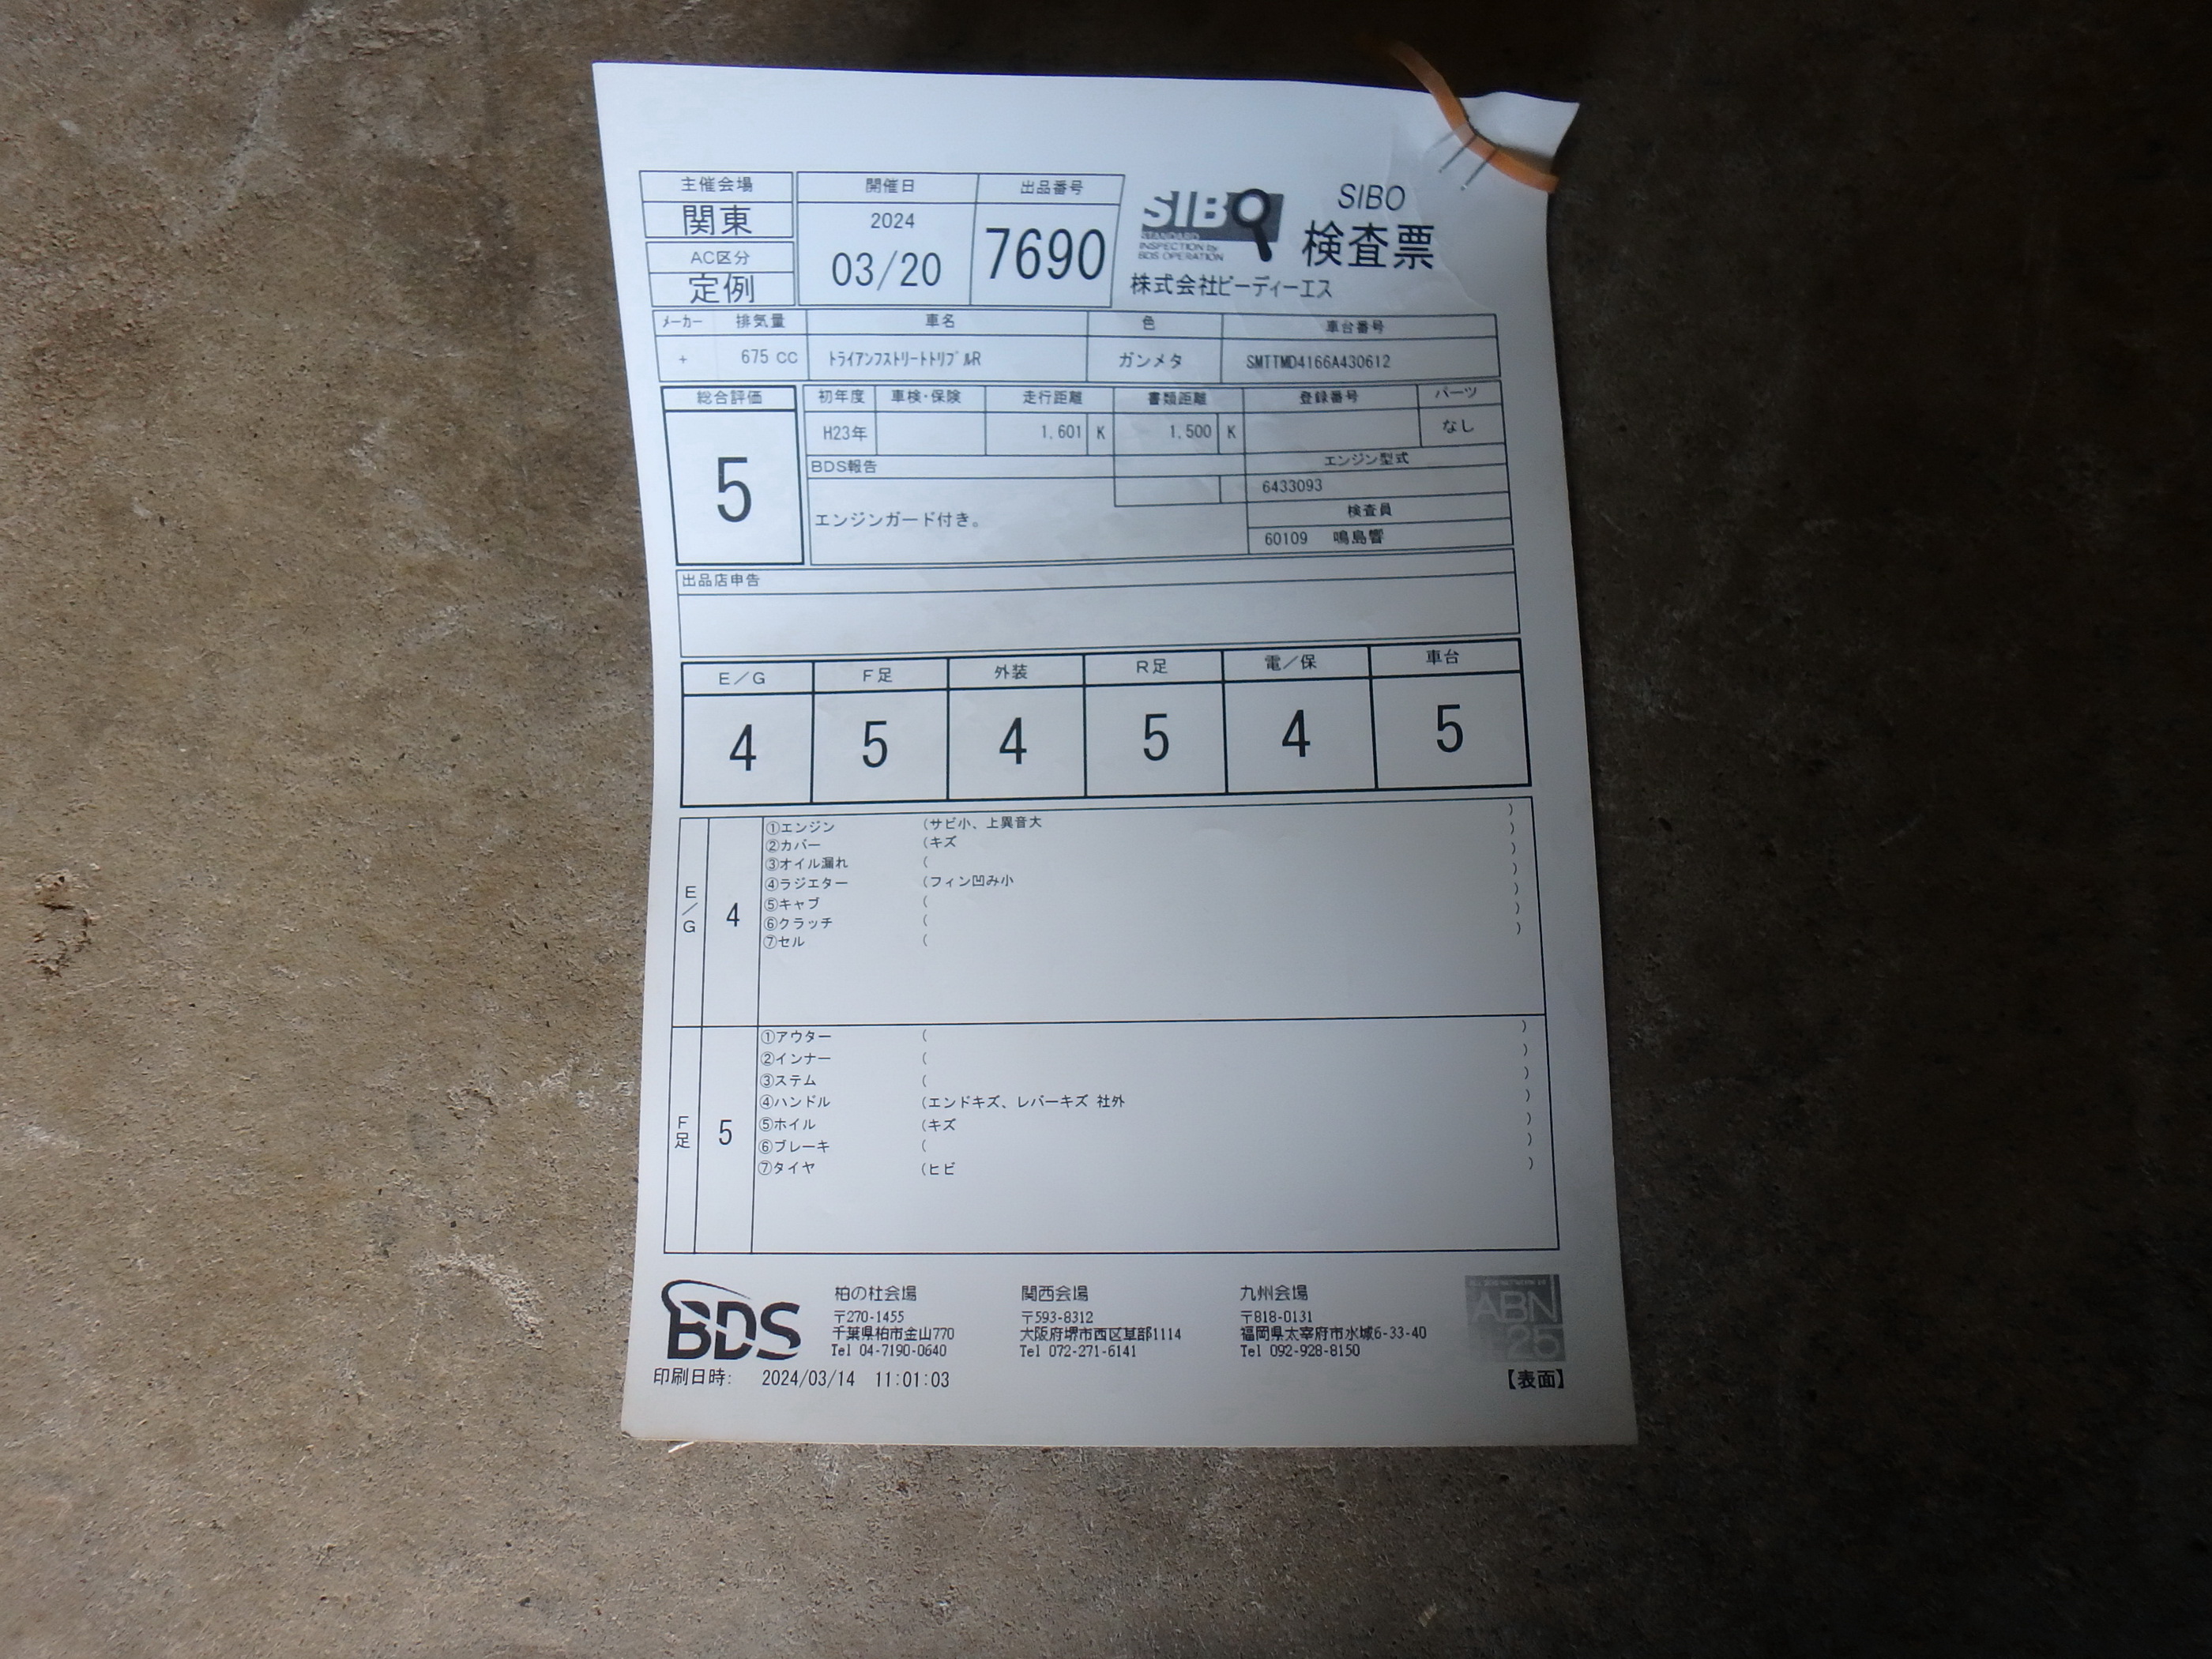 主催会場
関東
AC区分
定例
開催日
2024
03/20
出品番号
7690
SIBO
STANDARD
INSPECTION by
BDS OPERATION
SIBO
検査票
株式会社ビーディーエス
メーカー 排気量 車名 色 車台番号
+ 675 CC トライアンフストリートトリプルR ガンメタ SMTTMD4166A430612
総合評価
5
初年度 車検・保険 走行距離 書類距離 登録番号 パーツ
H23年 1,601 K 1,500 K なし
BDS報告
エンジンガード付き。
エンジン型式
6433093
検査員
60109 鳴島響
出品店申告
E/G F足 外装 R足 電/保 車台
4 5 4 5 4 5
E/G 4
①エンジン (サビ小、上異音大 )
②カバー (キズ )
③オイル漏れ ( )
④ラジエター (フィン凹み小 )
⑤キャブ ( )
⑥クラッチ ( )
⑦セル ( )
F足 5
①アウター ( )
②インナー ( )
③ステム ( )
④ハンドル (エンドキズ、レバーキズ 社外 )
⑤ホイル (キズ )
⑥ブレーキ ( )
⑦タイヤ (ヒビ )
BDS
柏の杜会場
〒270-1455
千葉県柏市金山770
Tel 04-7190-0640
関西会場
〒593-8312
大阪府堺市西区草部1114
Tel 072-271-6141
九州会場
〒818-0131
福岡県太宰府市水城6-33-40
Tel 092-928-8150
ABN
25
印刷日時: 2024/03/14 11:01:03
【表面】